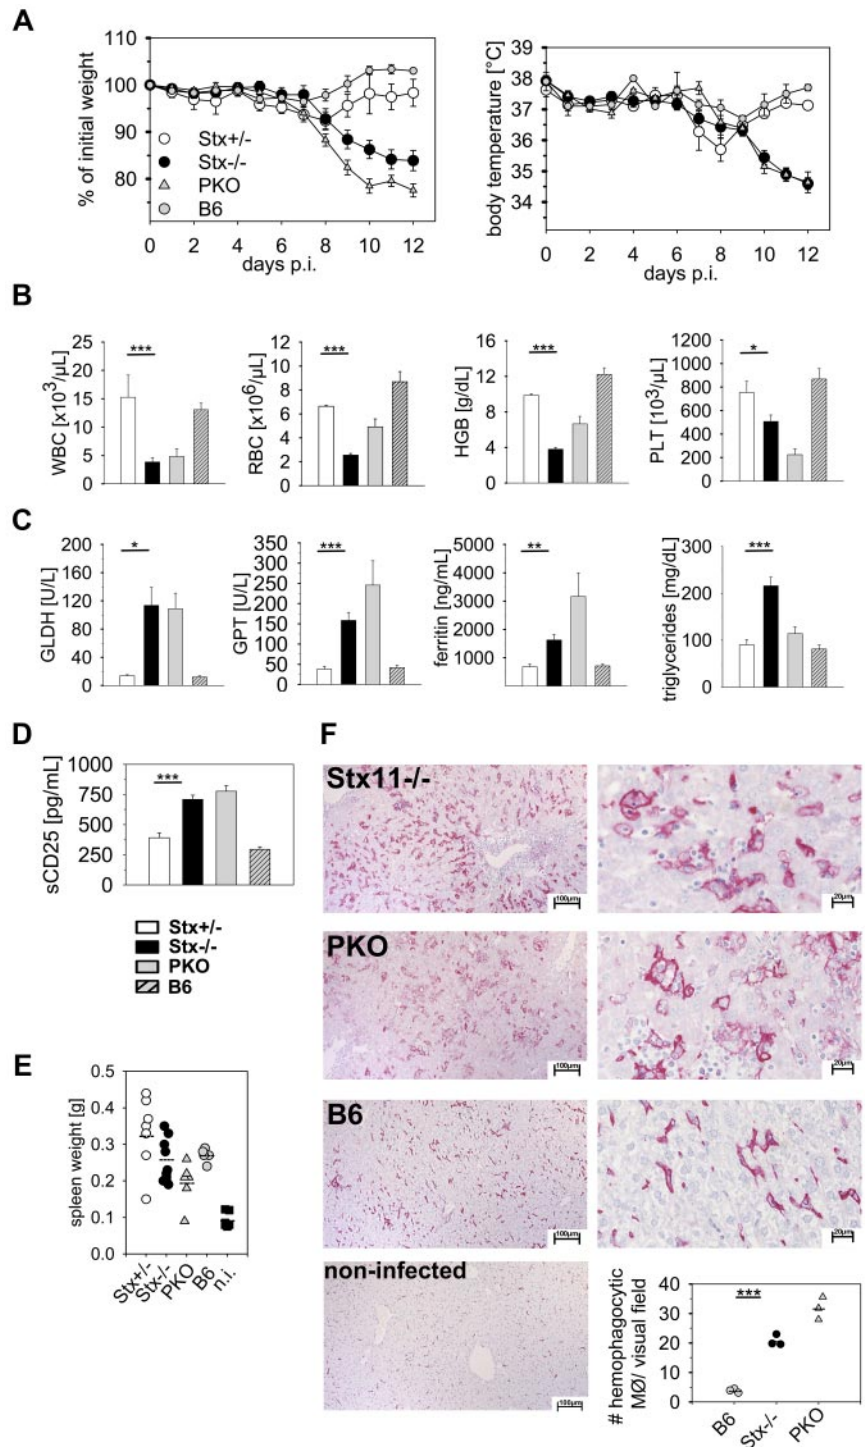 A
110
100
90
80
% of initial weight
Stx+/-
Stx-/-
PKO
B6
0 2 4 6 8 10 12
days p.i.
39
38
37
36
35
34
body temperature [°C]
0 2 4 6 8 10 12
days p.i.
B
25
20
15
10
5
0
WBC [x10³/µL]
***
12
10
8
6
4
2
0
RBC [x10⁶/µL]
***
16
12
8
4
0
HGB [g/dL]
***
1200
1000
800
600
400
200
0
PLT [10³/µL]
*
C
200
160
120
80
40
0
GLDH [U/L]
*
350
300
250
200
150
100
50
0
GPT [U/L]
***
5000
4000
3000
2000
1000
ferritin [ng/mL]
**
300
200
100
0
triglycerides [mg/dL]
***
D
1000
750
500
250
0
sCD25 [pg/mL]
***
Stx+/-
Stx-/-
PKO
B6
E
0.5
0.4
0.3
0.2
0.1
0.0
spleen weight [g]
Stx+/-
Stx-/-
PKO
B6
n.i.
F
Stx11-/-
100µm
20µm
PKO
100µm
20µm
B6
100µm
20µm
non-infected
100µm
40
30
20
10
0
# hemophagocytic
MØ/ visual field
***
B6
Stx-/-
PKO